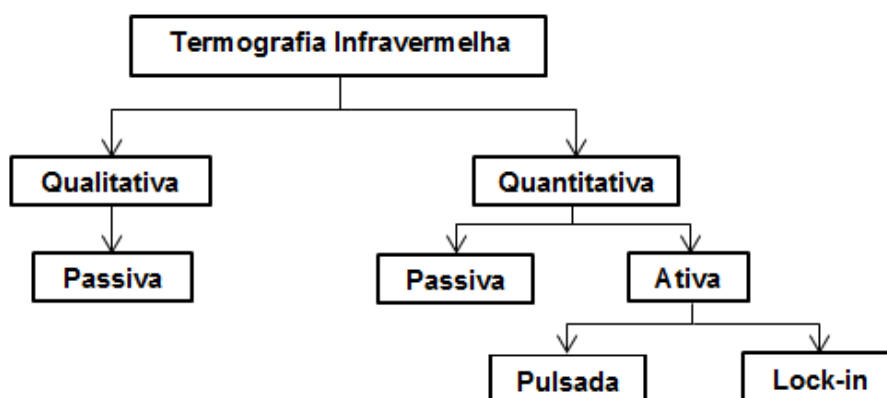 Termografia Infravermelha
Qualitativa
Quantitativa
Passiva
Passiva
Ativa
Pulsada
Lock-in